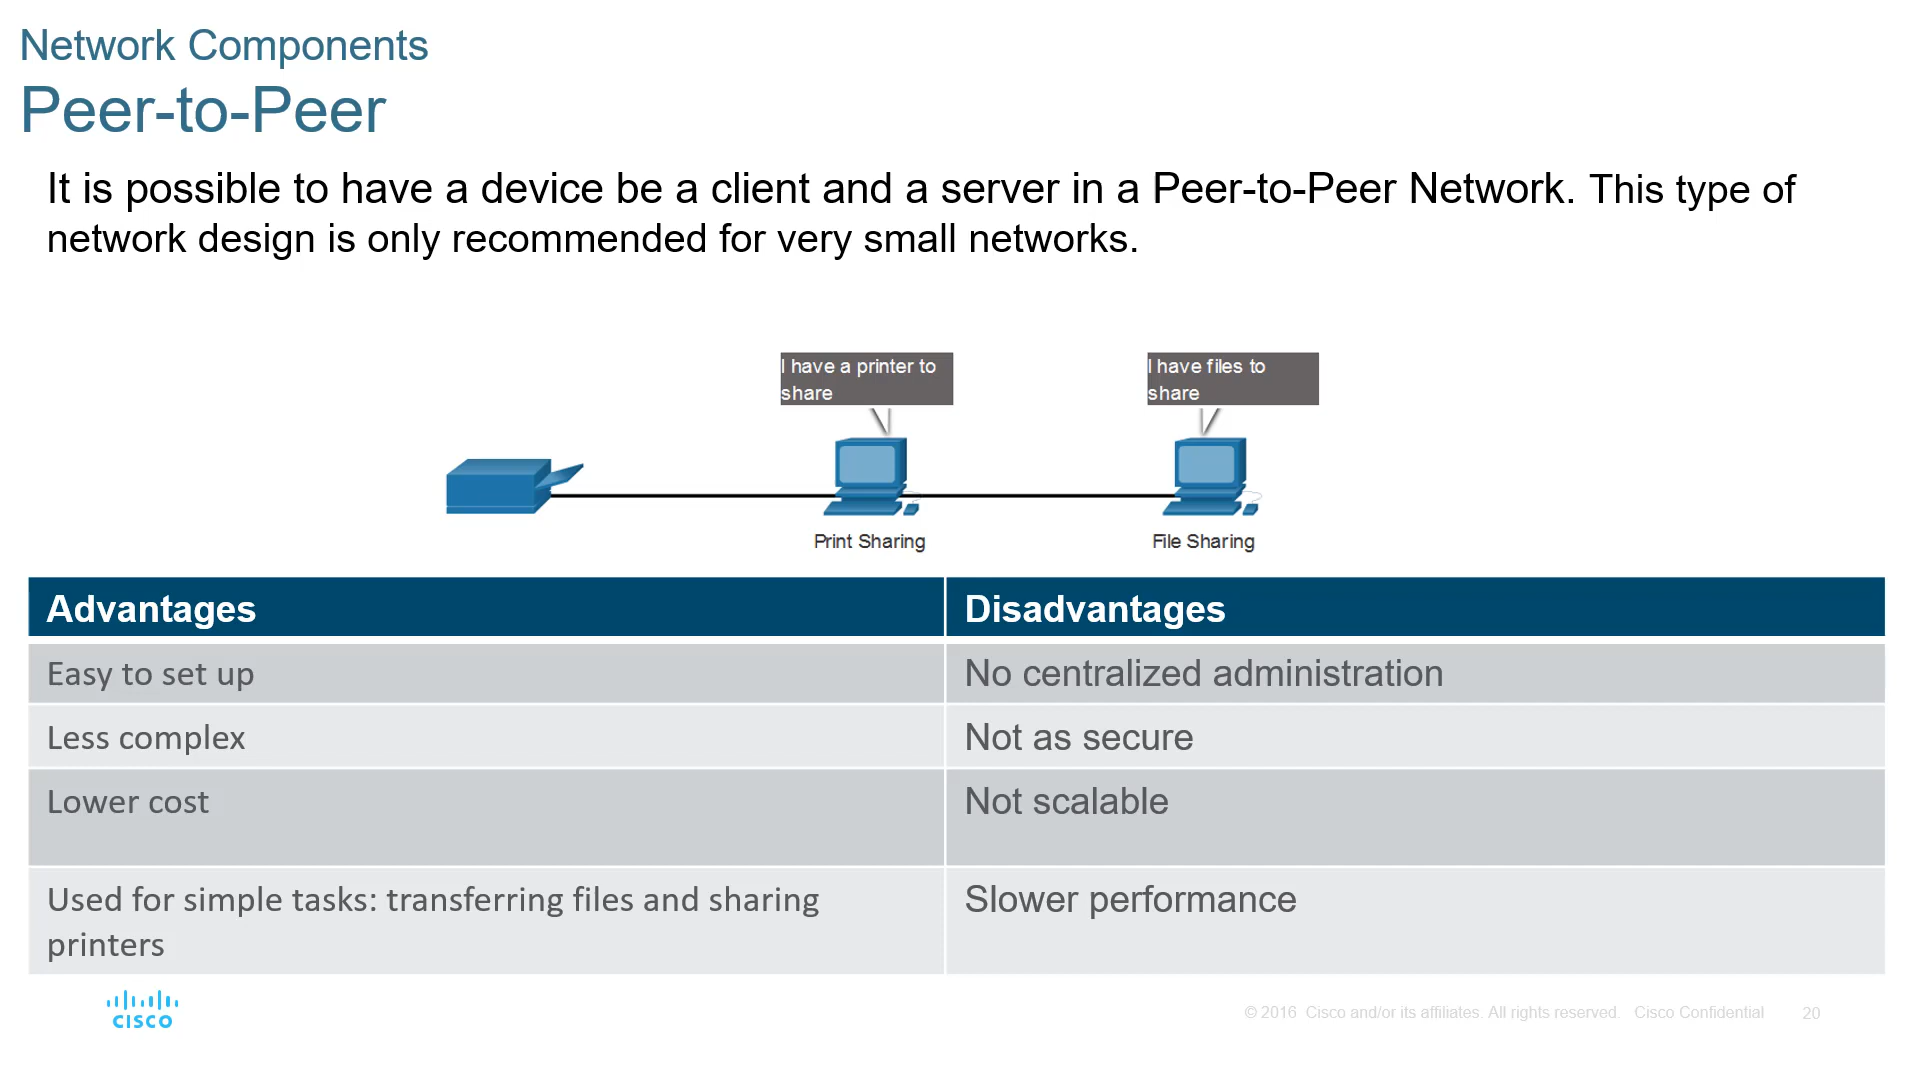 Network Components
Peer-to-Peer
It is possible to have a device be a client and a server in a Peer-to-Peer Network. This type of
network design is only recommended for very small networks.
I have a printer to
share
I have files to
share
Print Sharing
File Sharing
Advantages
Disadvantages
Easy to set up
No centralized administration
Less complex
Not as secure
Lower cost
Not scalable
Used for simple tasks: transferring files and sharing
printers
Slower performance
CISCO
© 2016 Cisco and/or its affiliates. All rights reserved. Cisco Confidential
20